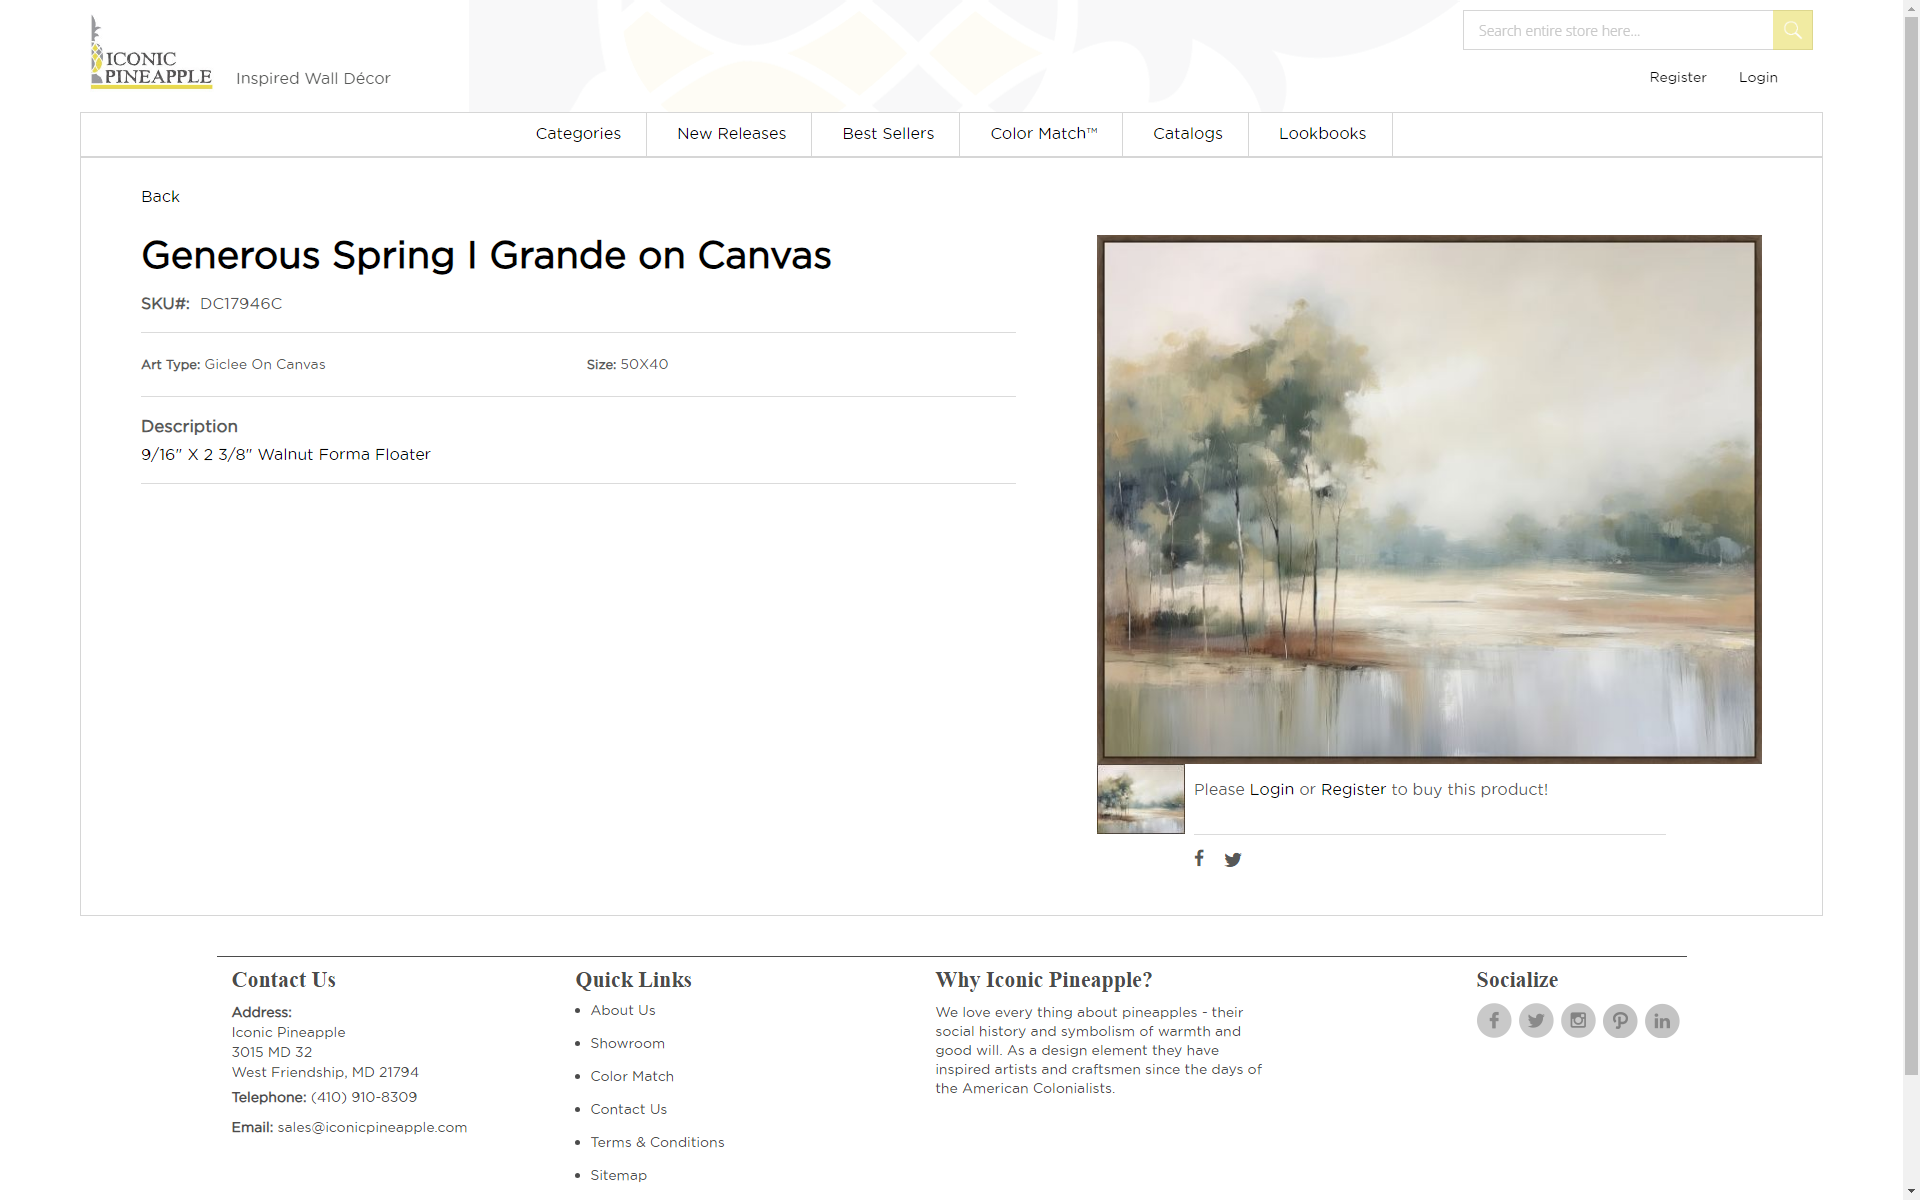 ICONIC
PINEAPPLE
Inspired Wall Décor
Search entire store here...
Register
Login
Categories
New Releases
Best Sellers
Color Match™
Catalogs
Lookbooks
Back
Generous Spring I Grande on Canvas
SKU#: DC17946C
Art Type: Giclee On Canvas
Size: 50X40
Description
9/16" X 2 3/8" Walnut Forma Floater
Please Login or Register to buy this product!
Contact Us
Address:
Iconic Pineapple
3015 MD 32
West Friendship, MD 21794
Telephone: (410) 910-8309
Email: sales@iconicpineapple.com
Quick Links
About Us
Showroom
Color Match
Contact Us
Terms & Conditions
Sitemap
Why Iconic Pineapple?
We love every thing about pineapples - their
social history and symbolism of warmth and
good will. As a design element they have
inspired artists and craftsmen since the days of
the American Colonialists.
Socialize